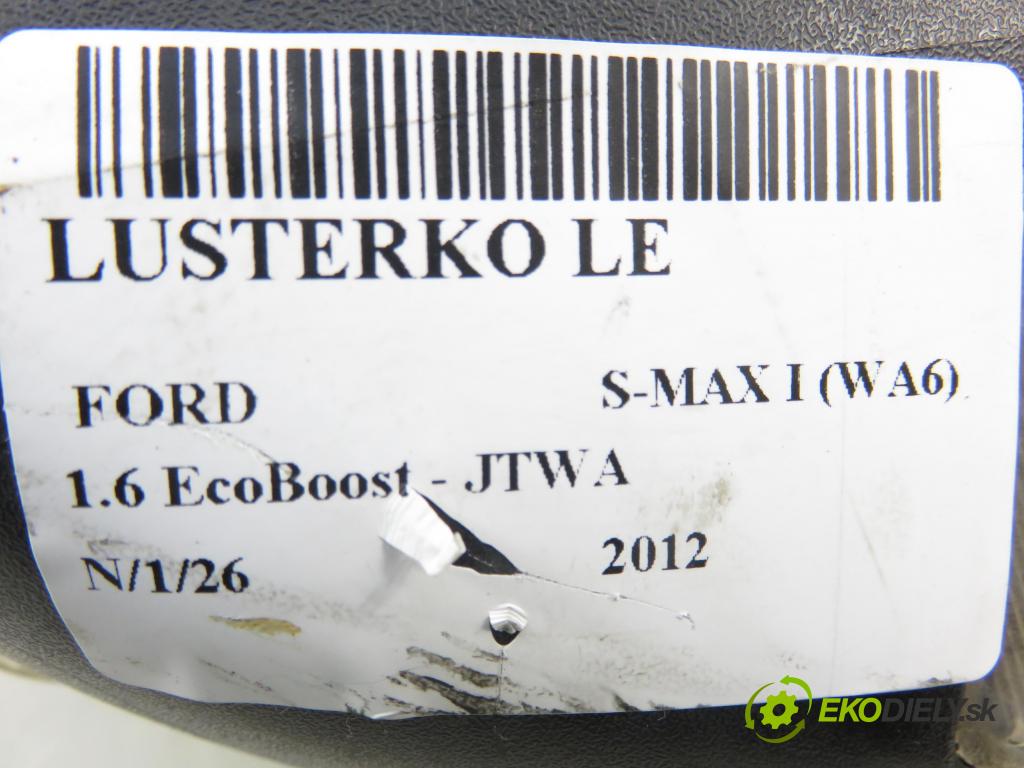 LUSTERKO LE
FORD S-MAX I (WA6)
1.6 EcoBoost - JTWA
N/1/26 2012
EKODIELY.sk